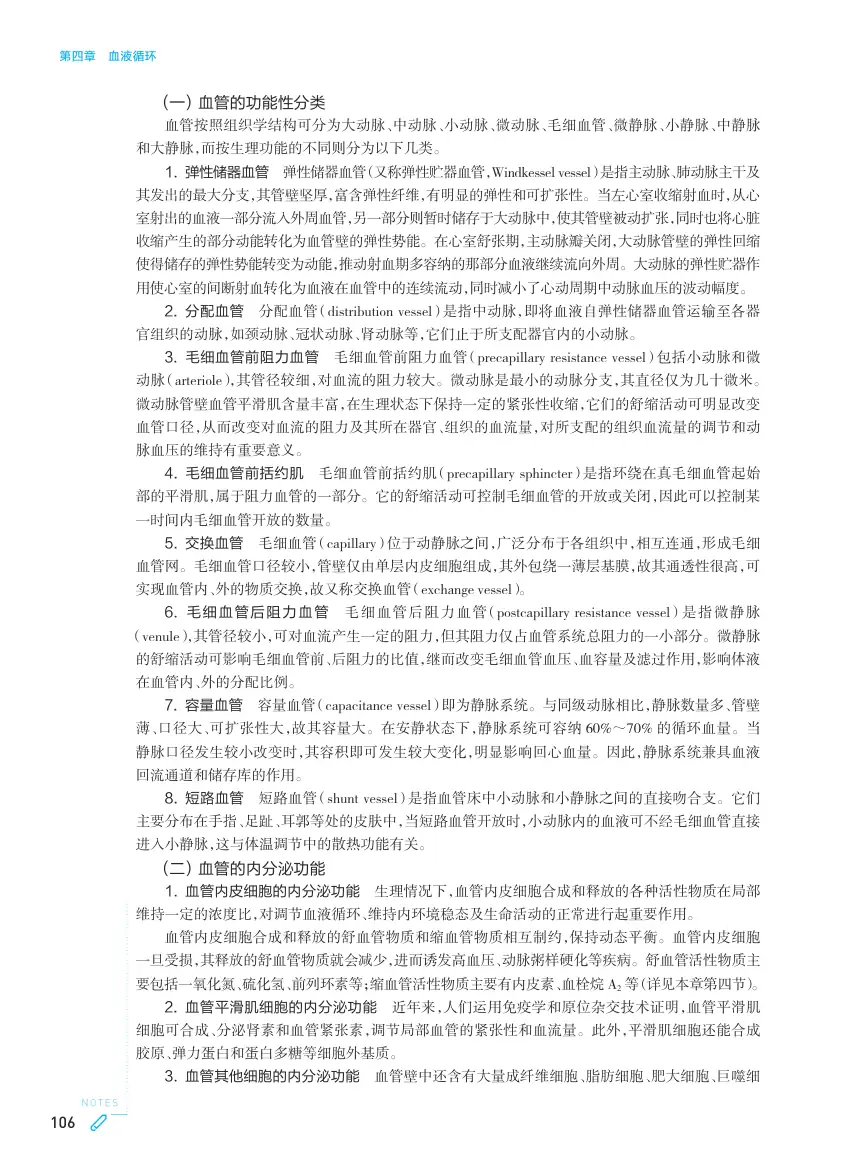 第四章　血液循环
（一）血管的功能性分类
血管按照组织学结构可分为大动脉、中动脉、小动脉、微动脉、毛细血管、微静脉、小静脉、中静脉
和大静脉，而按生理功能的不同则分为以下几类。
1. 弹性储器血管　弹性储器血管（又称弹性贮器血管，Windkessel vessel）是指主动脉、肺动脉主干及
其发出的最大分支，其管壁坚厚，富含弹性纤维，有明显的弹性和可扩张性。当左心室收缩射血时，从心
室射出的血液一部分流入外周血管，另一部分则暂时储存于大动脉中，使其管壁被动扩张，同时也将心脏
收缩产生的部分动能转化为血管壁的弹性势能。在心室舒张期，主动脉瓣关闭，大动脉管壁的弹性回缩
使得储存的弹性势能转变为动能，推动射血期多容纳的那部分血液继续流向外周。大动脉的弹性贮器作
用使心室的间断射血转化为血液在血管中的连续流动，同时减小了心动周期中动脉血压的波动幅度。
2. 分配血管　分配血管（distribution vessel）是指中动脉，即将血液自弹性储器血管运输至各器
官组织的动脉，如颈动脉、冠状动脉、肾动脉等，它们止于所支配器官内的小动脉。
3. 毛细血管前阻力血管　毛细血管前阻力血管（precapillary resistance vessel）包括小动脉和微
动脉（arteriole），其管径较细，对血流的阻力较大。微动脉是最小的动脉分支，其直径仅为几十微米。
微动脉管壁血管平滑肌含量丰富，在生理状态下保持一定的紧张性收缩，它们的舒缩活动可明显改变
血管口径，从而改变对血流的阻力及其所在器官、组织的血流量，对所支配的组织血流量的调节和动
脉血压的维持有重要意义。
4. 毛细血管前括约肌　毛细血管前括约肌（precapillary sphincter）是指环绕在真毛细血管起始
部的平滑肌，属于阻力血管的一部分。它的舒缩活动可控制毛细血管的开放或关闭，因此可以控制某
一时间内毛细血管开放的数量。
5. 交换血管　毛细血管（capillary）位于动静脉之间，广泛分布于各组织中，相互连通，形成毛细
血管网。毛细血管口径较小，管壁仅由单层内皮细胞组成，其外包绕一薄层基膜，故其通透性很高，可
实现血管内、外的物质交换，故又称交换血管（exchange vessel）。
6. 毛细血管后阻力血管　毛细血管后阻力血管（postcapillary resistance vessel）是指微静脉
（venule），其管径较小，可对血流产生一定的阻力，但其阻力仅占血管系统总阻力的一小部分。微静脉
的舒缩活动可影响毛细血管前、后阻力的比值，继而改变毛细血管血压、血容量及滤过作用，影响体液
在血管内、外的分配比例。
7. 容量血管　容量血管（capacitance vessel）即为静脉系统。与同级动脉相比，静脉数量多、管壁
薄、口径大、可扩张性大，故其容量大。在安静状态下，静脉系统可容纳 60%～70% 的循环血量。当
静脉口径发生较小改变时，其容积即可发生较大变化，明显影响回心血量。因此，静脉系统兼具血液
回流通道和储存库的作用。
8. 短路血管　短路血管（shunt vessel）是指血管床中小动脉和小静脉之间的直接吻合支。它们
主要分布在手指、足趾、耳郭等处的皮肤中，当短路血管开放时，小动脉内的血液可不经毛细血管直接
进入小静脉，这与体温调节中的散热功能有关。
（二）血管的内分泌功能
1. 血管内皮细胞的内分泌功能　生理情况下，血管内皮细胞合成和释放的各种活性物质在局部
维持一定的浓度比，对调节血液循环、维持内环境稳态及生命活动的正常进行起重要作用。
血管内皮细胞合成和释放的舒血管物质和缩血管物质相互制约，保持动态平衡。血管内皮细胞
一旦受损，其释放的舒血管物质就会减少，进而诱发高血压、动脉粥样硬化等疾病。舒血管活性物质主
要包括一氧化氮、硫化氢、前列环素等；缩血管活性物质主要有内皮素、血栓烷 A₂ 等（详见本章第四节）。
2. 血管平滑肌细胞的内分泌功能　近年来，人们运用免疫学和原位杂交技术证明，血管平滑肌
细胞可合成、分泌肾素和血管紧张素，调节局部血管的紧张性和血流量。此外，平滑肌细胞还能合成
胶原、弹力蛋白和蛋白多糖等细胞外基质。
3. 血管其他细胞的内分泌功能　血管壁中还含有大量成纤维细胞、脂肪细胞、肥大细胞、巨噬细
NOTES
106